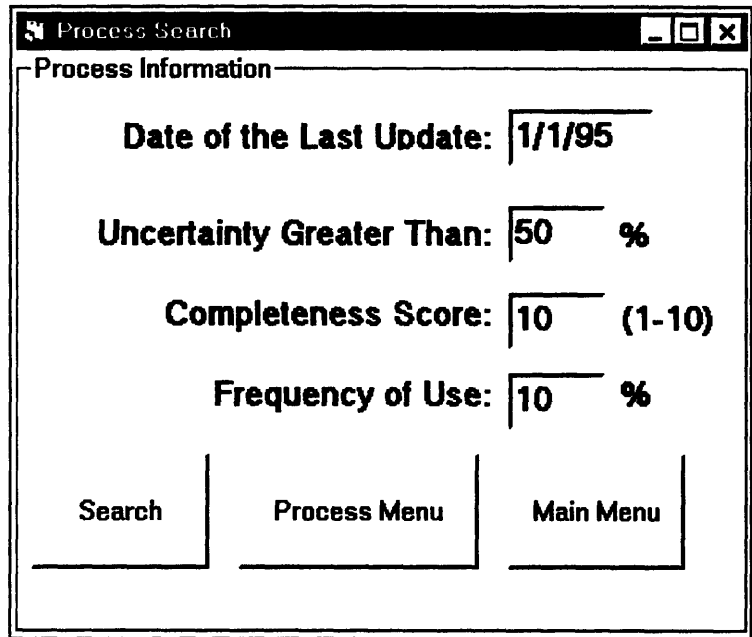 Process Search
Process Information
Date of the Last Update: 1/1/95
Uncertainty Greater Than: 50 %
Completeness Score: 10 (1-10)
Frequency of Use: 10 %
Search Process Menu Main Menu